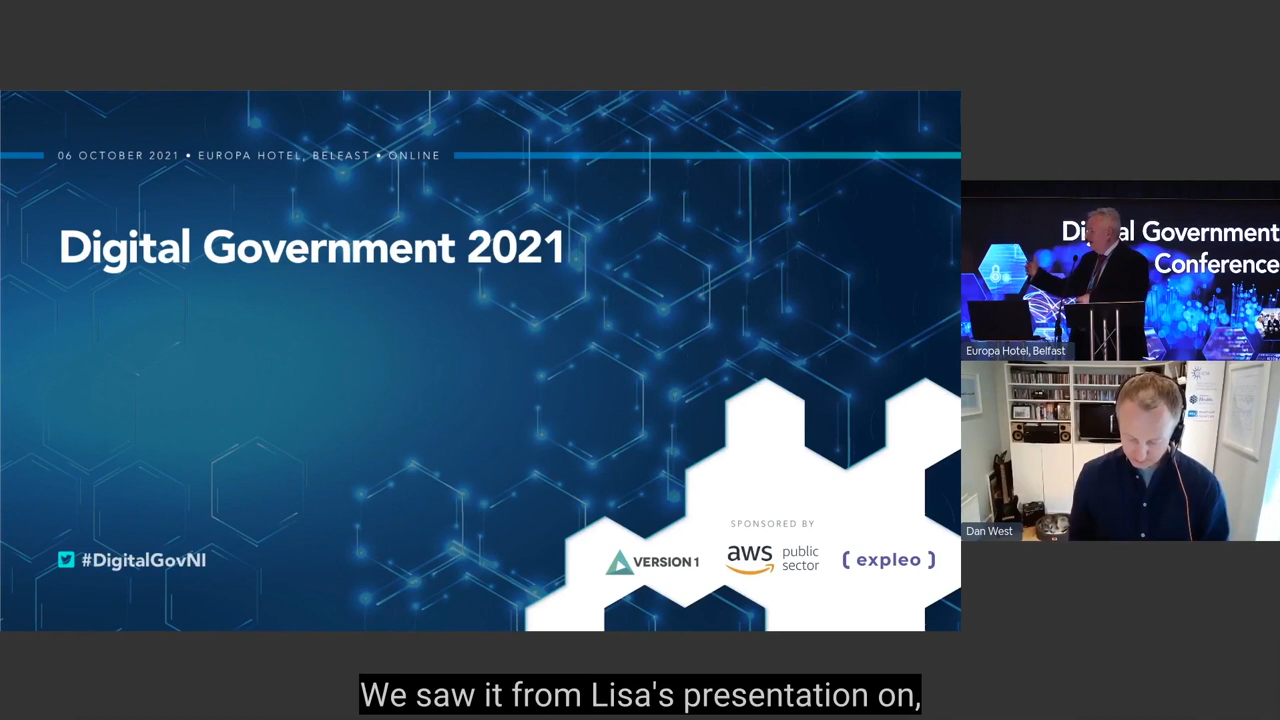 06 OCTOBER 2021 • EUROPA HOTEL, BELFAST • ONLINE
Digital Government 2021
#DigitalGovNI
SPONSORED BY
VERSION 1
aws public sector
expleo
Digital Government
Conference
Europa Hotel, Belfast
Dan West
We saw it from Lisa's presentation on,